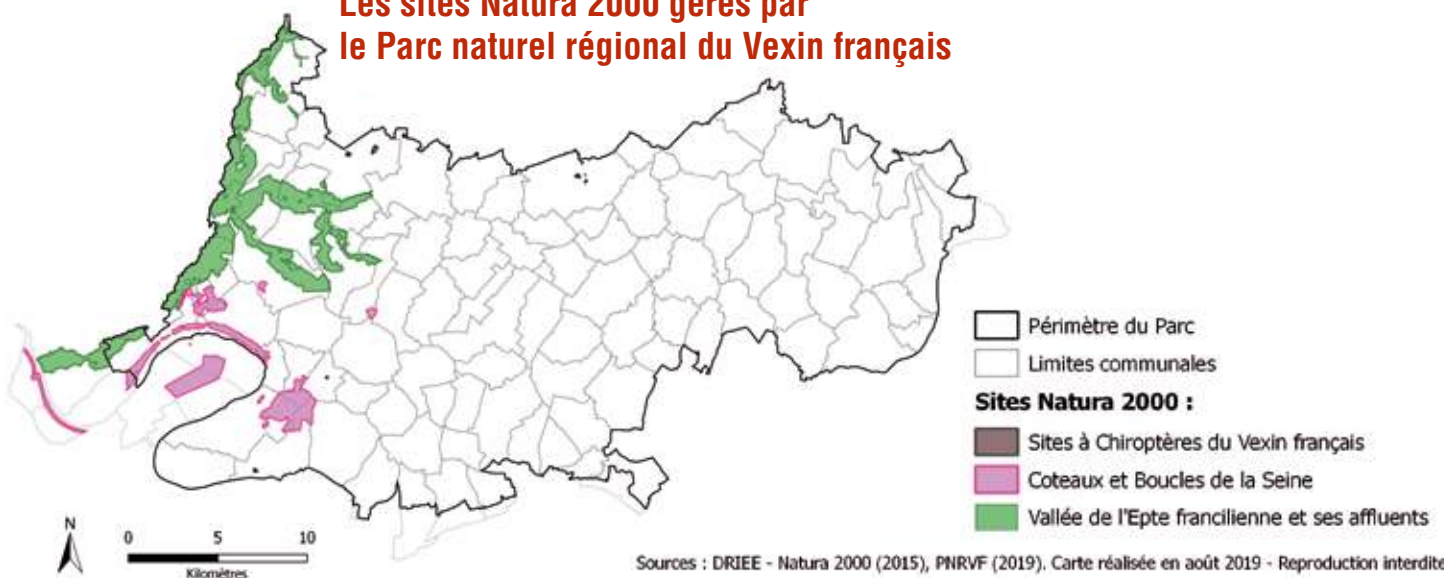 Les sites Natura 2000 gérés par
le Parc naturel régional du Vexin français
Périmètre du Parc
Limites communales
Sites Natura 2000 :
Sites à Chiroptères du Vexin français
Coteaux et Boucles de la Seine
Vallée de l'Epte francilienne et ses affluents
N
0 5 10
Kilomètres
Sources : DRIEE - Natura 2000 (2015), PNRVF (2019). Carte réalisée en août 2019 - Reproduction interdite